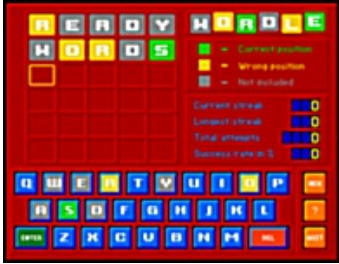 READY
WORDS
WORDLE
= Correct position
= Wrong position
= Not included
Current streak 0
Longest streak 0
Total attempts 0
Success rate in % 0
Q W E R T Y U I O P
A S D F G H J K L ?
ENTER Z X C V B N M DEL